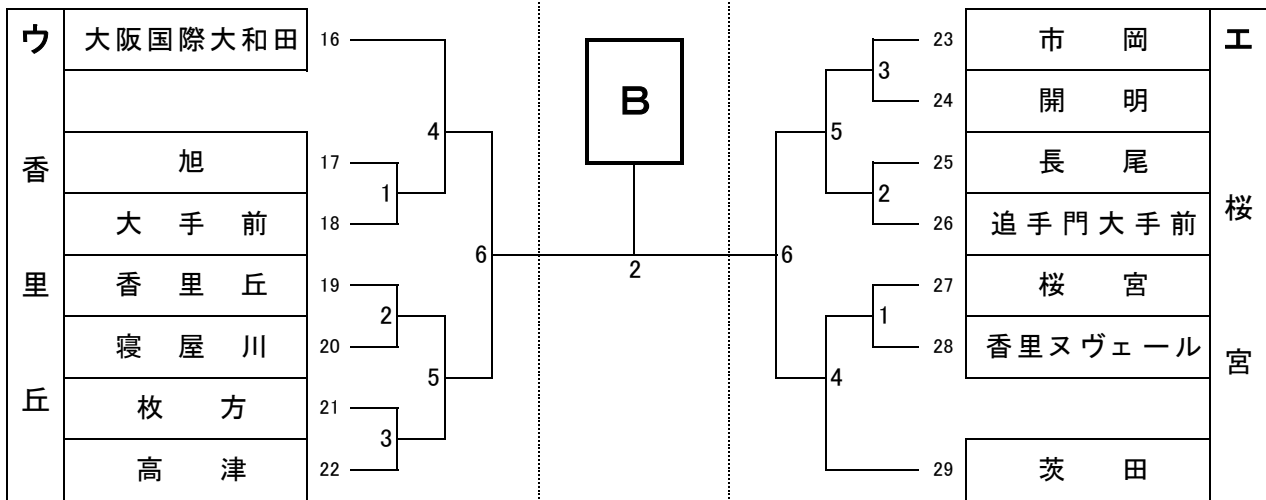 ウ
香里丘
大阪国際大和田 16
旭 17
大手前 18
香里丘 19
寝屋川 20
枚方 21
高津 22
1
2
3
4
5
6
B
2
エ
桜宮
23 市岡
24 開明
25 長尾
26 追手門大手前
27 桜宮
28 香里ヌヴェール
29 茨田
3
2
1
5
4
6